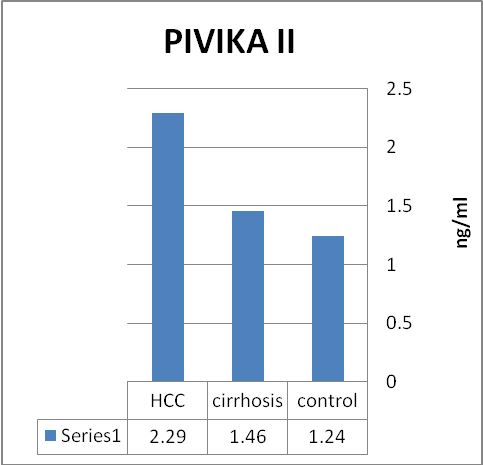 PIVIKA II
2.5
2
1.5
1
0.5
0
ng/ml
HCC cirrhosis control
Series1 2.29 1.46 1.24